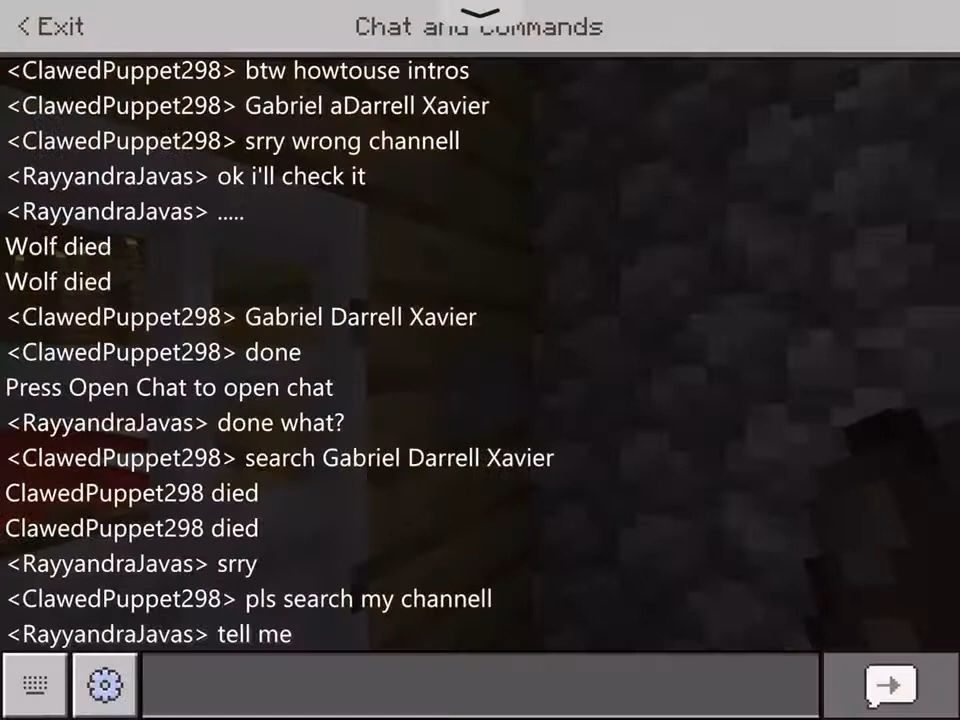 < Exit
Chat and Commands
<ClawedPuppet298> btw howtouse intros
<ClawedPuppet298> Gabriel aDarrell Xavier
<ClawedPuppet298> srry wrong channell
<RayyandraJavas> ok i'll check it
<RayyandraJavas> .....
Wolf died
Wolf died
<ClawedPuppet298> Gabriel Darrell Xavier
<ClawedPuppet298> done
Press Open Chat to open chat
<RayyandraJavas> done what?
<ClawedPuppet298> search Gabriel Darrell Xavier
ClawedPuppet298 died
ClawedPuppet298 died
<RayyandraJavas> srry
<ClawedPuppet298> pls search my channell
<RayyandraJavas> tell me